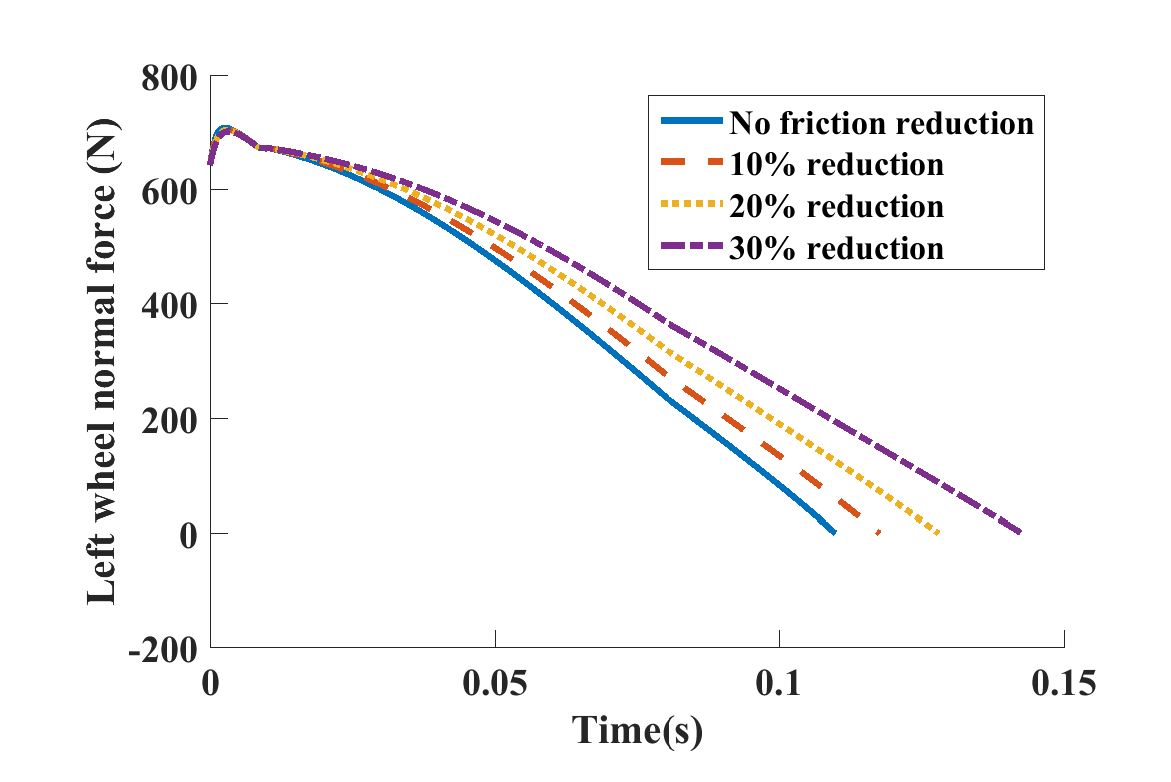 800
600
400
200
0
-200
Left wheel normal force (N)
No friction reduction
10% reduction
20% reduction
30% reduction
0 0.05 0.1 0.15
Time(s)